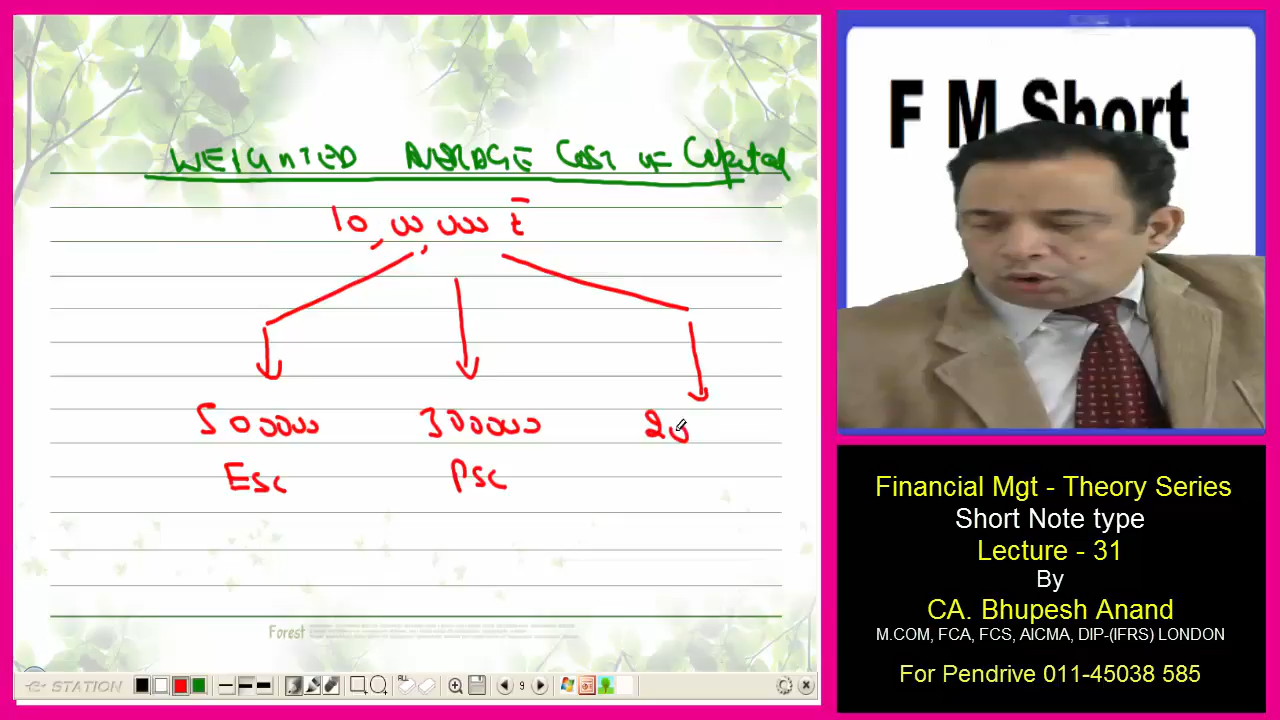 WEIGHTED AVERAGE COST OF Capital
10,00,000 ₹
500000 300000 20
ESC PSC
Forest
e-STATION
9
F M Short
Financial Mgt - Theory Series
Short Note type
Lecture - 31
By
CA. Bhupesh Anand
M.COM, FCA, FCS, AICMA, DIP-(IFRS) LONDON
For Pendrive 011-45038 585